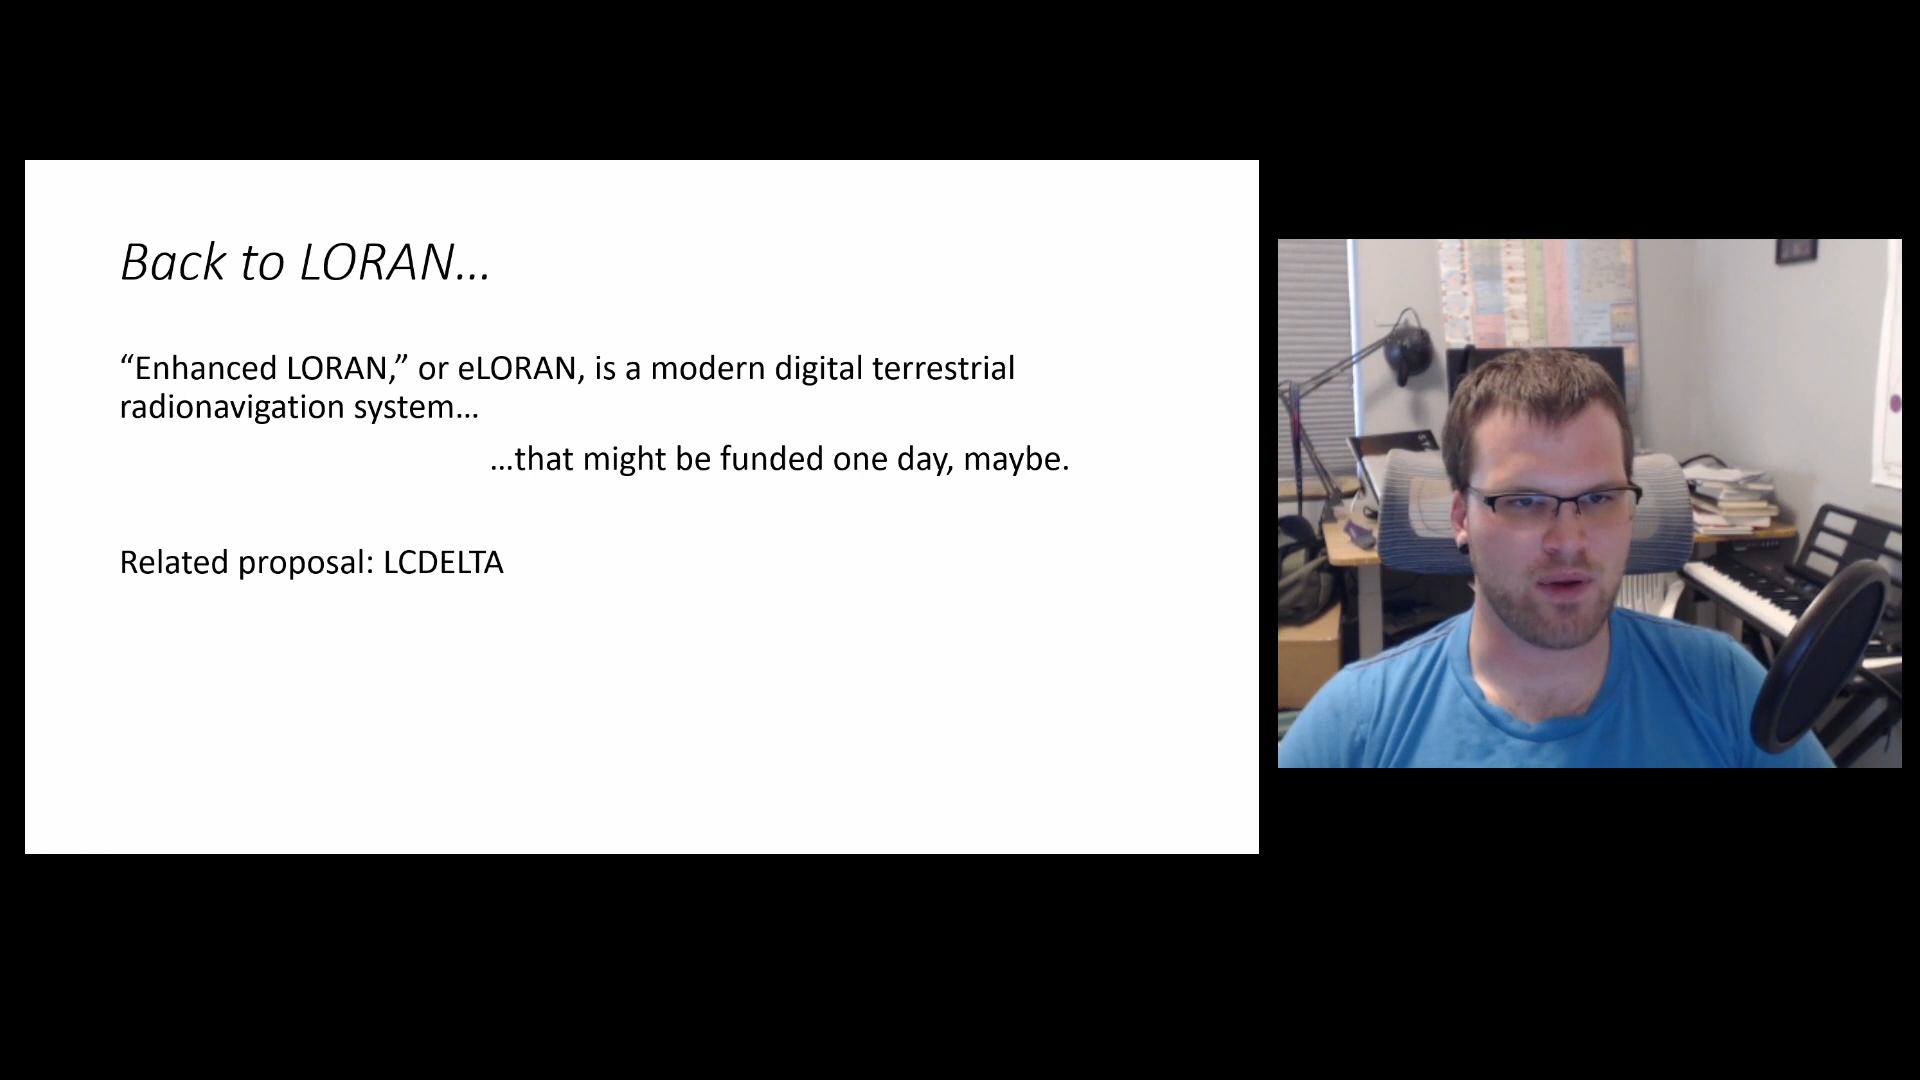 Back to LORAN…
“Enhanced LORAN,” or eLORAN, is a modern digital terrestrial
radionavigation system…
…that might be funded one day, maybe.
Related proposal: LCDELTA